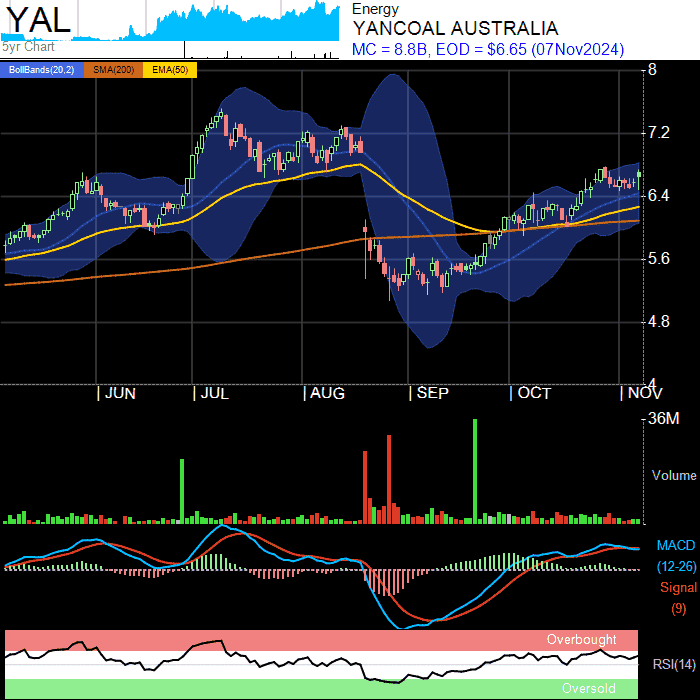 YAL
5yr Chart
Energy
YANCOAL AUSTRALIA
MC = 8.8B, EOD = $6.65 (07Nov2024)
BollBands(20,2) SMA(200) EMA(50)
8
7.2
6.4
5.6
4.8
4
JUN JUL AUG SEP OCT NOV
36M
Volume
MACD
(12-26)
Signal
(9)
Overbought
RSI(14)
Oversold